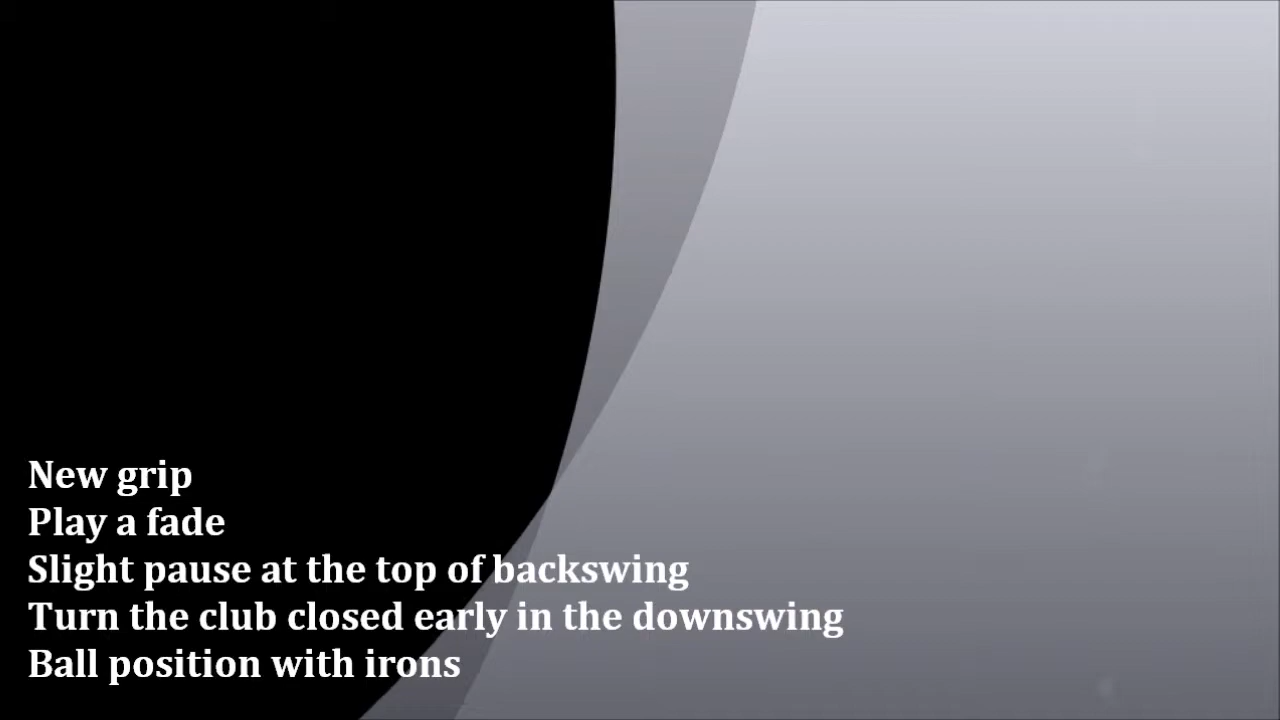 New grip
Play a fade
Slight pause at the top of backswing
Turn the club closed early in the downswing
Ball position with irons